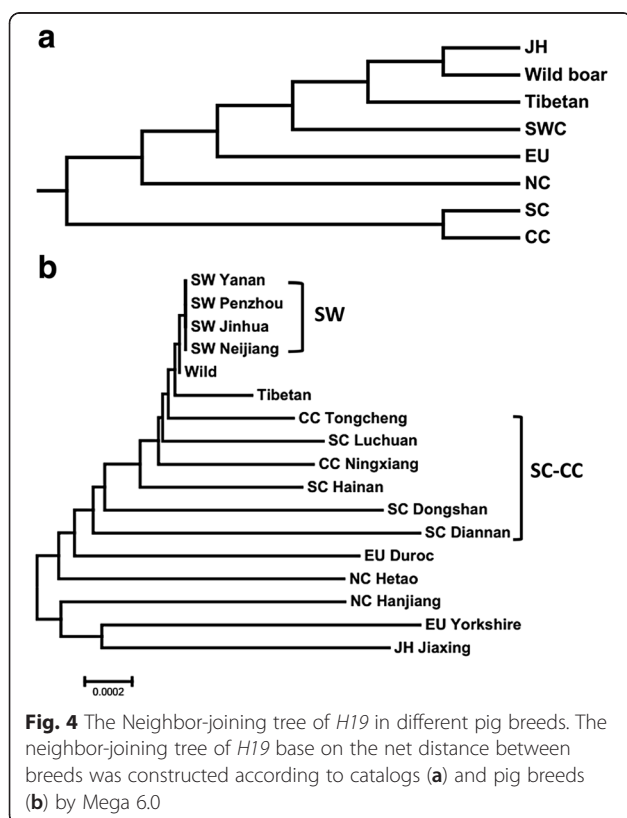 a
JH
Wild boar
Tibetan
SWC
EU
NC
SC
CC
b
SW Yanan
SW Penzhou
SW Jinhua
SW Neijiang
SW
Wild
Tibetan
CC Tongcheng
SC Luchuan
CC Ningxiang
SC Hainan
SC-CC
SC Dongshan
SC Diannan
EU Duroc
NC Hetao
NC Hanjiang
EU Yorkshire
JH Jiaxing
0.0002
Fig. 4 The Neighbor-joining tree of H19 in different pig breeds. The
neighbor-joining tree of H19 base on the net distance between
breeds was constructed according to catalogs (a) and pig breeds
(b) by Mega 6.0